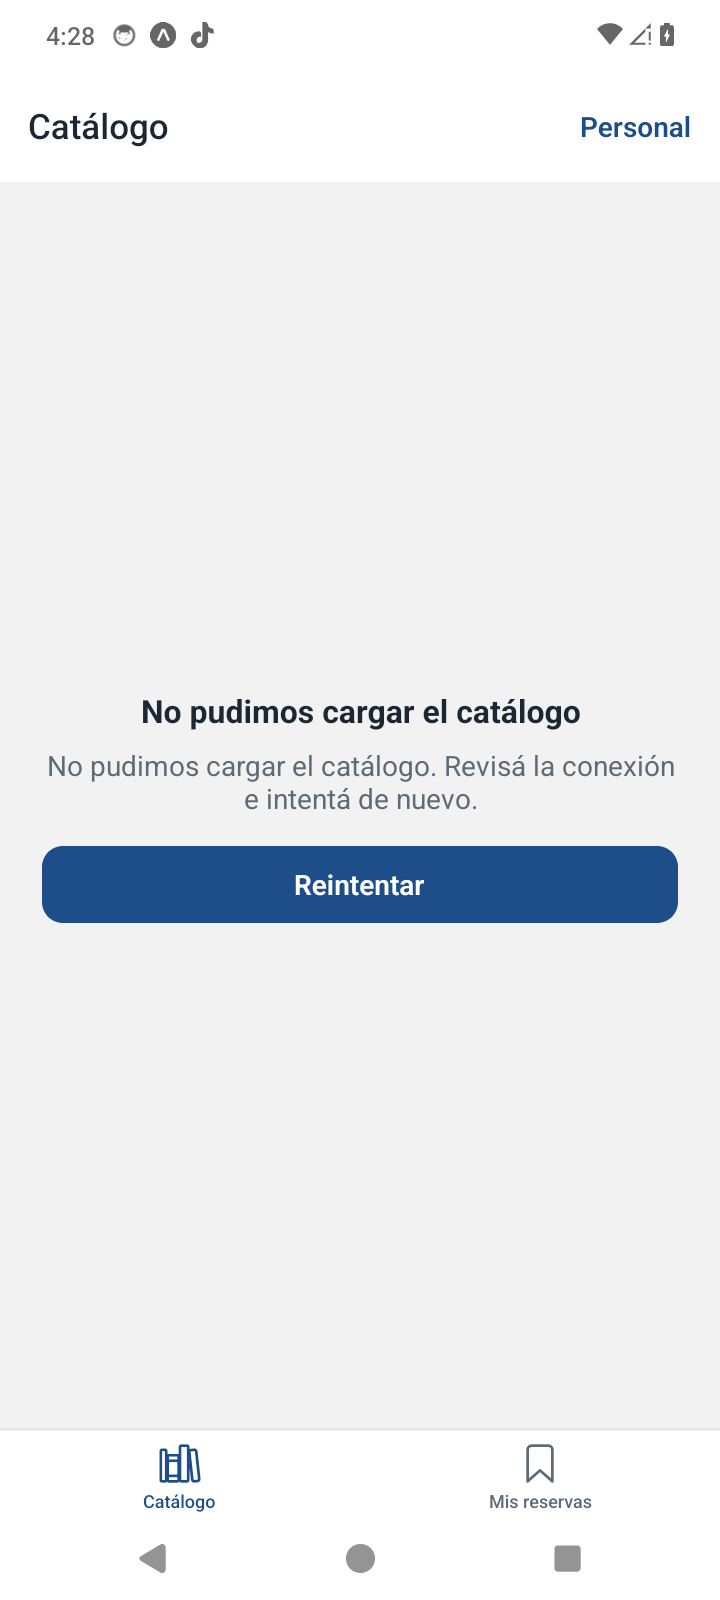 4:28
Catálogo
Personal
No pudimos cargar el catálogo
No pudimos cargar el catálogo. Revisá la conexión
e intentá de nuevo.
Reintentar
Catálogo
Mis reservas